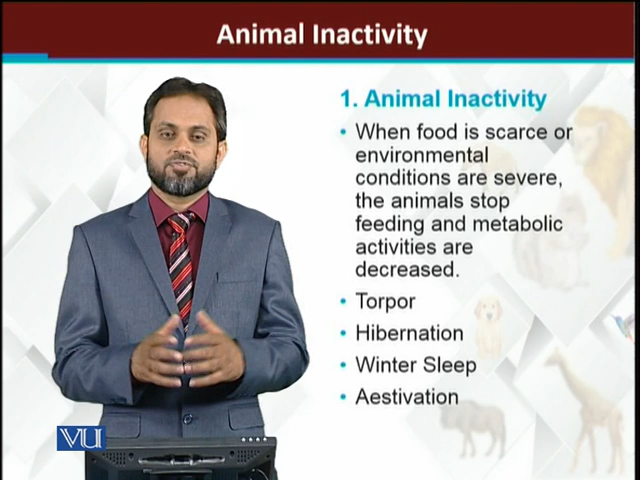 Animal Inactivity
1. Animal Inactivity
• When food is scarce or
environmental
conditions are severe,
the animals stop
feeding and metabolic
activities are
decreased.
• Torpor
• Hibernation
• Winter Sleep
• Aestivation
VU